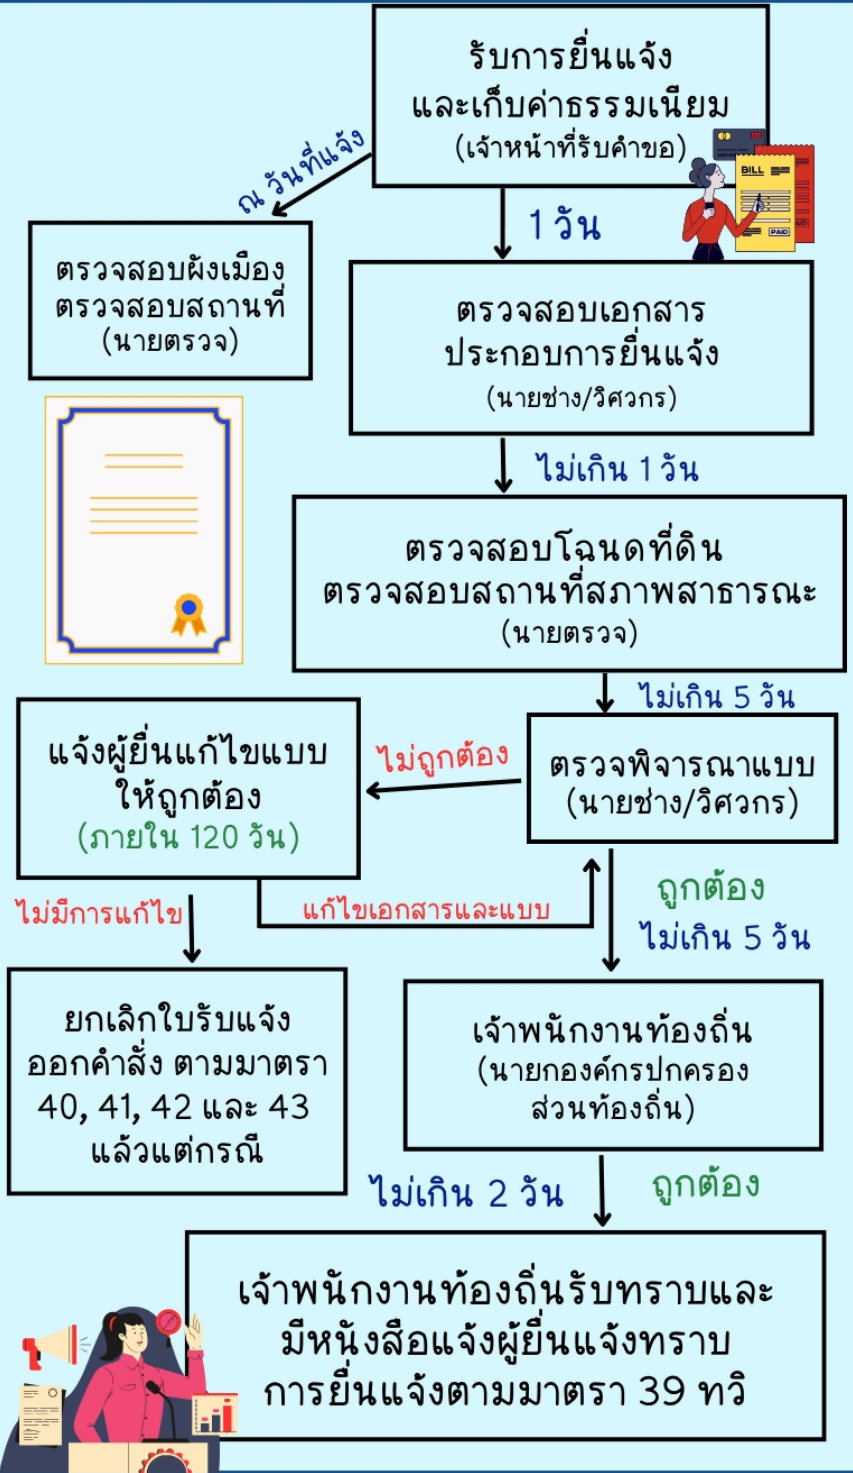 รับการยื่นแจ้ง
และเก็บค่าธรรมเนียม
(เจ้าหน้าที่รับคำขอ)
BILL
PAID
ณ วันที่แจ้ง
1 วัน
ตรวจสอบผังเมือง
ตรวจสอบสถานที่
(นายตรวจ)
ตรวจสอบเอกสาร
ประกอบการยื่นแจ้ง
(นายช่าง/วิศวกร)
ไม่เกิน 1 วัน
ตรวจสอบโฉนดที่ดิน
ตรวจสอบสถานที่สภาพสาธารณะ
(นายตรวจ)
ไม่เกิน 5 วัน
ตรวจพิจารณาแบบ
(นายช่าง/วิศวกร)
ไม่ถูกต้อง
แจ้งผู้ยื่นแก้ไขแบบ
ให้ถูกต้อง
(ภายใน 120 วัน)
แก้ไขเอกสารและแบบ
ไม่มีการแก้ไข
ถูกต้อง
ไม่เกิน 5 วัน
ยกเลิกใบรับแจ้ง
ออกคำสั่ง ตามมาตรา
40, 41, 42 และ 43
แล้วแต่กรณี
เจ้าพนักงานท้องถิ่น
(นายกองค์กรปกครอง
ส่วนท้องถิ่น)
ไม่เกิน 2 วัน
ถูกต้อง
เจ้าพนักงานท้องถิ่นรับทราบและ
มีหนังสือแจ้งผู้ยื่นแจ้งทราบ
การยื่นแจ้งตามมาตรา 39 ทวิ